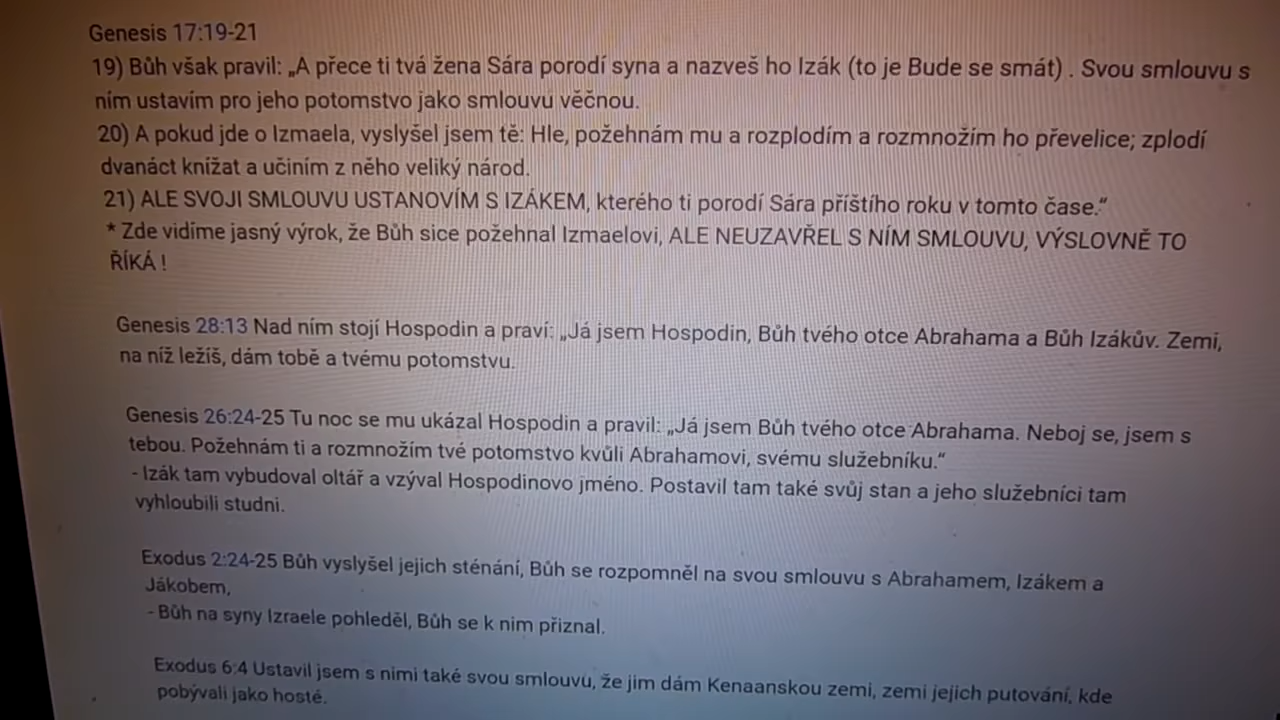 Genesis 17:19-21
19) Bůh však pravil: „A přece ti tvá žena Sára porodí syna a nazveš ho Izák (to je Bude se smát) . Svou smlouvu s
ním ustavím pro jeho potomstvo jako smlouvu věčnou.
20) A pokud jde o Izmaela, vyslyšel jsem tě: Hle, požehnám mu a rozplodím a rozmnožím ho převelice; zplodí
dvanáct knížat a učiním z něho veliký národ.
21) ALE SVOJI SMLOUVU USTANOVÍM S IZÁKEM, kterého ti porodí Sára příštího roku v tomto čase.“
* Zde vidíme jasný výrok, že Bůh sice požehnal Izmaelovi, ALE NEUZAVŘEL S NÍM SMLOUVU, VÝSLOVNĚ TO
ŘÍKÁ !
Genesis 28:13 Nad ním stojí Hospodin a praví: „Já jsem Hospodin, Bůh tvého otce Abrahama a Bůh Izákův. Zemi,
na níž ležíš, dám tobě a tvému potomstvu.
Genesis 26:24-25 Tu noc se mu ukázal Hospodin a pravil: „Já jsem Bůh tvého otce Abrahama. Neboj se, jsem s
tebou. Požehnám ti a rozmnožím tvé potomstvo kvůli Abrahamovi, svému služebníku.“
- Izák tam vybudoval oltář a vzýval Hospodinovo jméno. Postavil tam také svůj stan a jeho služebníci tam
vyhloubili studni.
Exodus 2:24-25 Bůh vyslyšel jejich sténání, Bůh se rozpomněl na svou smlouvu s Abrahamem, Izákem a
Jákobem,
- Bůh na syny Izraele pohleděl, Bůh se k nim přiznal.
Exodus 6:4 Ustavil jsem s nimi také svou smlouvu, že jim dám Kenaanskou zemi, zemi jejich putování, kde
pobývali jako hosté.